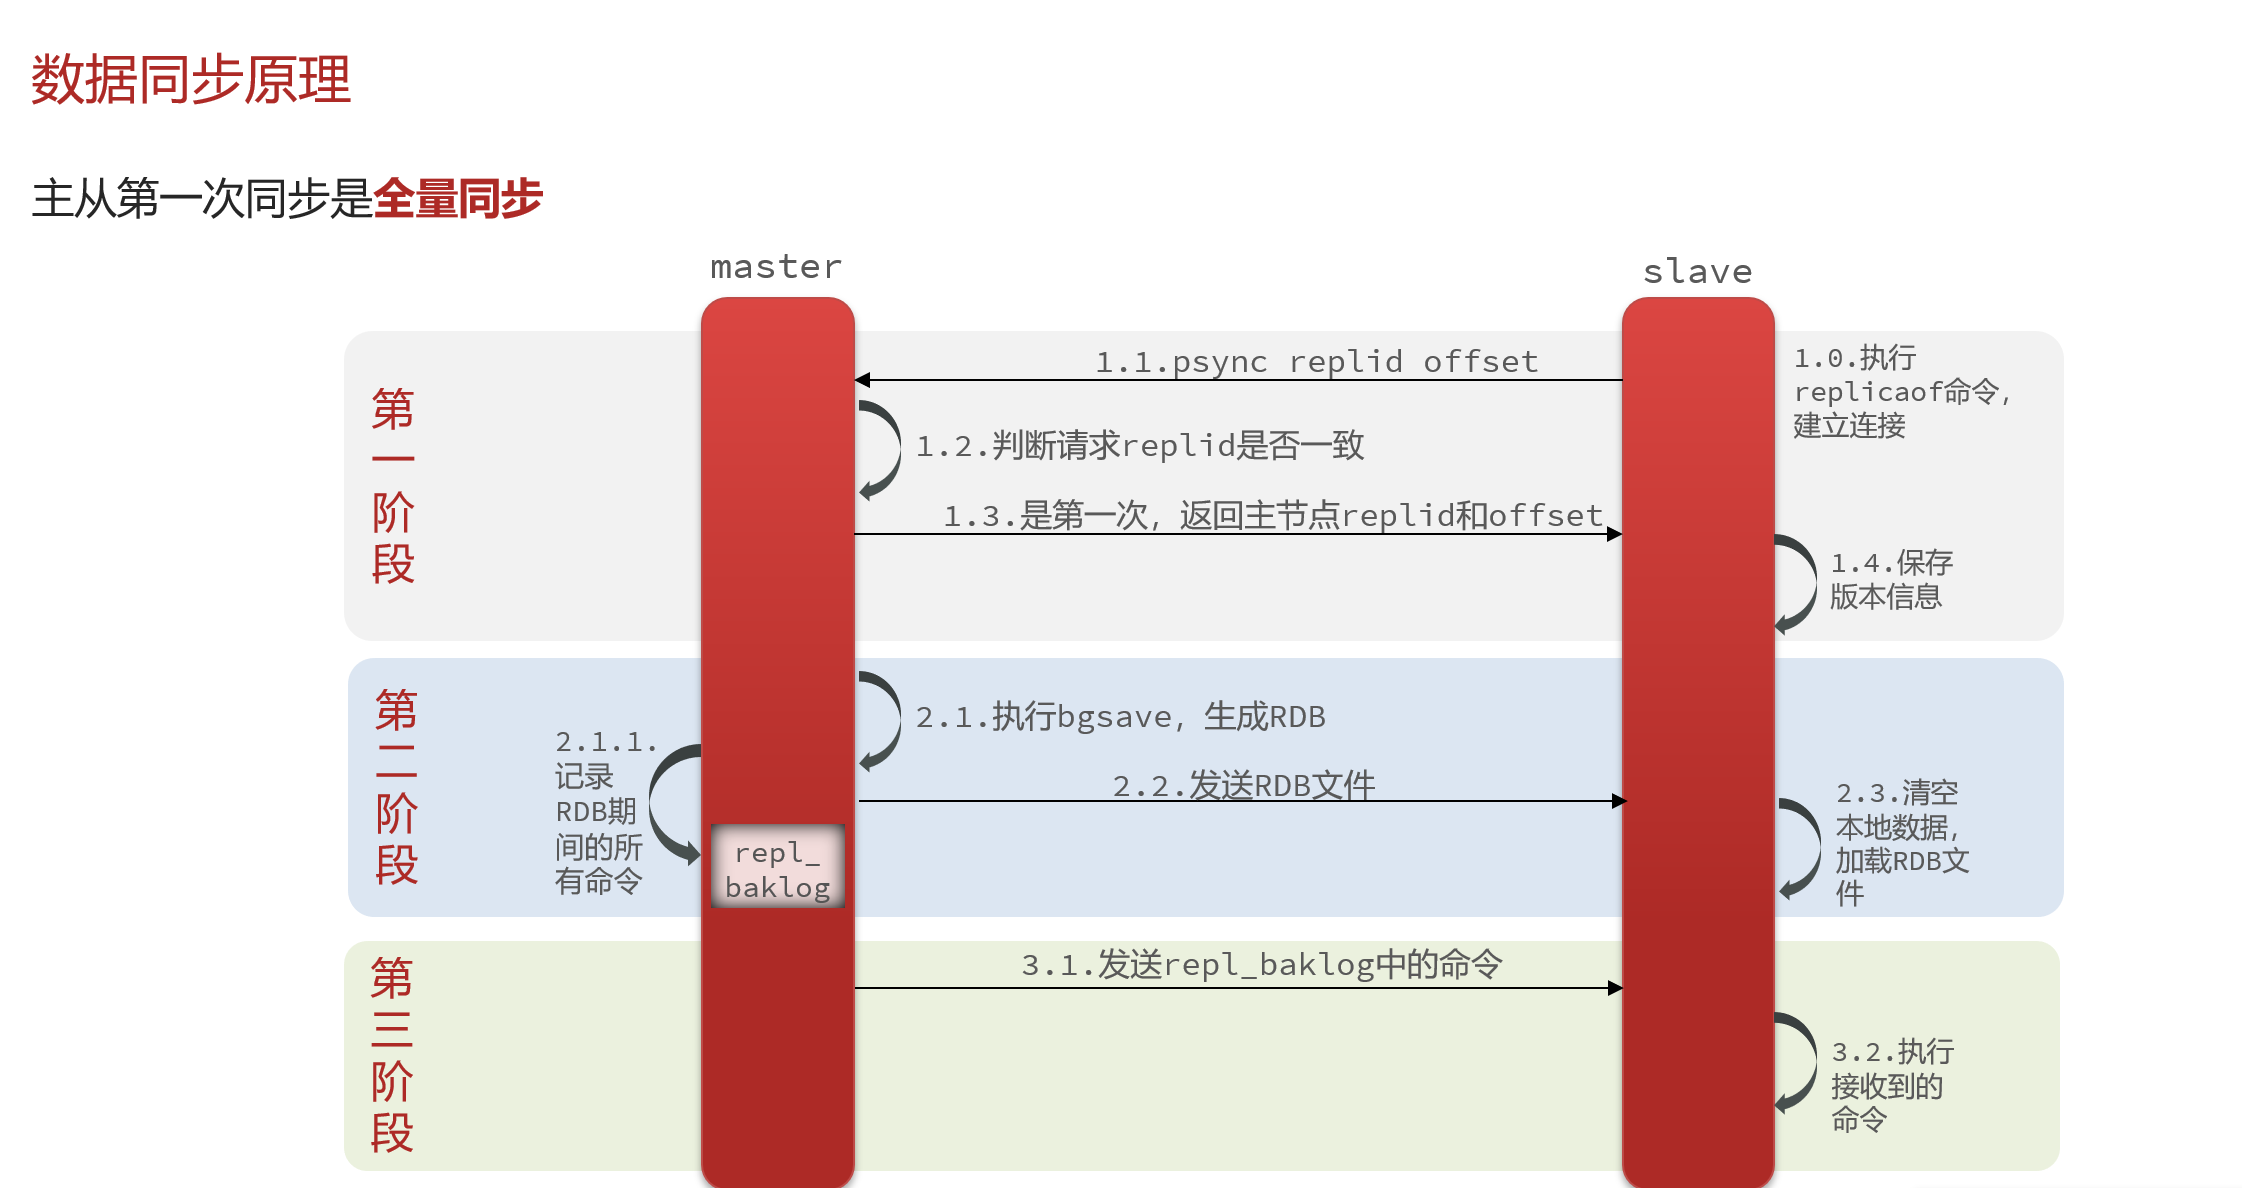 数据同步原理
主从第一次同步是全量同步
master
slave
第
一
阶
段
1.1.psync replid offset
1.0.执行
replicaof命令,
建立连接
1.2.判断请求replid是否一致
1.3.是第一次, 返回主节点replid和offset
1.4.保存
版本信息
第
二
阶
段
2.1.执行bgsave, 生成RDB
2.1.1.
记录
RDB期
间的所
有命令
2.2.发送RDB文件
repl_
baklog
2.3.清空
本地数据,
加载RDB文
件
第
三
阶
段
3.1.发送repl_baklog中的命令
3.2.执行
接收到的
命令